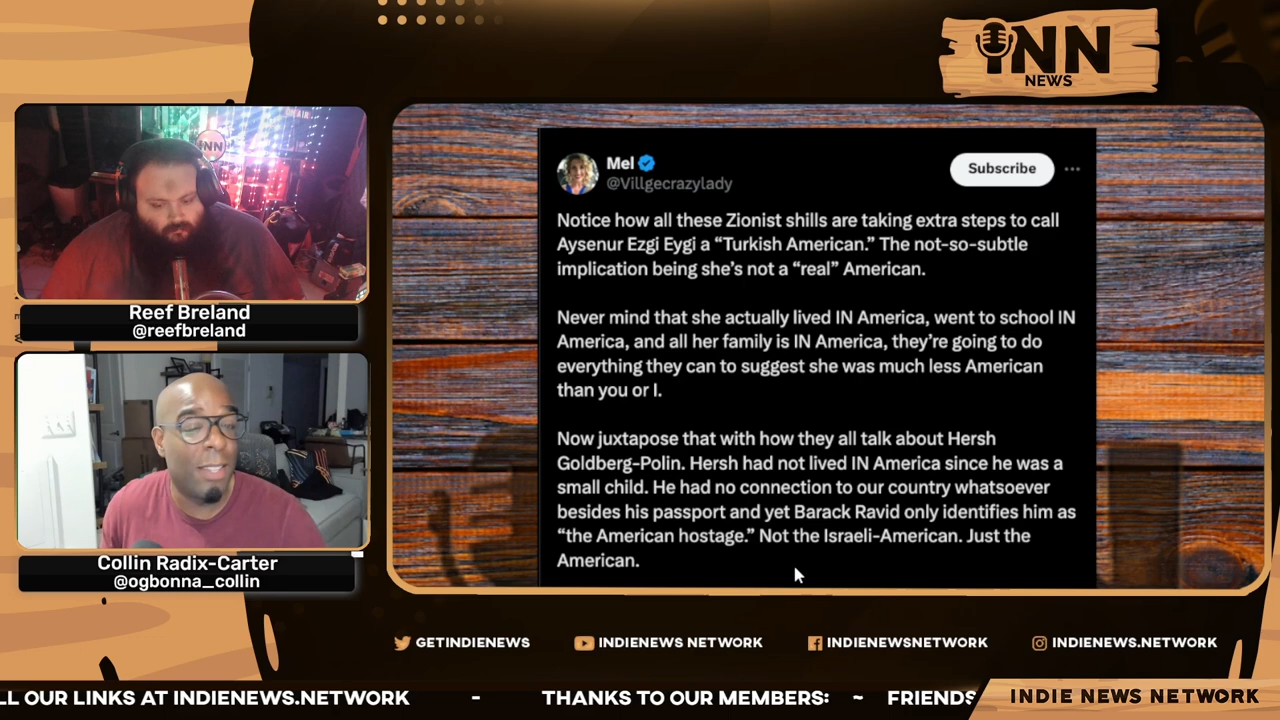 INN
NEWS
INN
Reef Breland
@reefbreland
Collin Radix-Carter
@ogbonna_collin
Mel
@Villgecrazylady
Subscribe
Notice how all these Zionist shills are taking extra steps to call
Aysenur Ezgi Eygi a “Turkish American.” The not-so-subtle
implication being she’s not a “real” American.
Never mind that she actually lived IN America, went to school IN
America, and all her family is IN America, they’re going to do
everything they can to suggest she was much less American
than you or I.
Now juxtapose that with how they all talk about Hersh
Goldberg-Polin. Hersh had not lived IN America since he was a
small child. He had no connection to our country whatsoever
besides his passport and yet Barack Ravid only identifies him as
“the American hostage.” Not the Israeli-American. Just the
American.
GETINDIENEWS
INDIENEWS NETWORK
INDIENEWSNETWORK
INDIENEWS.NETWORK
LL OUR LINKS AT INDIENEWS.NETWORK - THANKS TO OUR MEMBERS: ~ FRIENDS
INDIE NEWS NETWORK